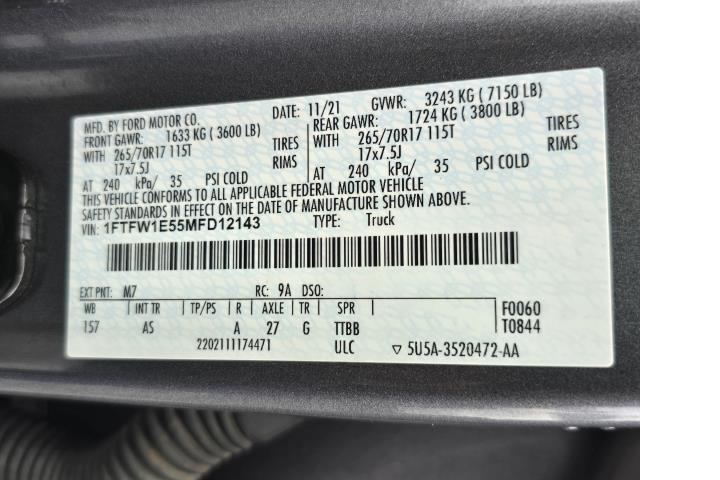 MFD. BY FORD MOTOR CO. DATE: 11/21 GVWR: 3243 KG ( 7150 LB)
FRONT GAWR: 1633 KG ( 3600 LB) REAR GAWR: 1724 KG ( 3800 LB)
WITH 265/70R17 115T TIRES WITH 265/70R17 115T TIRES
17x7.5J RIMS 17x7.5J RIMS
AT 240 kPa/ 35 PSI COLD AT 240 kPa/ 35 PSI COLD
THIS VEHICLE CONFORMS TO ALL APPLICABLE FEDERAL MOTOR VEHICLE
SAFETY STANDARDS IN EFFECT ON THE DATE OF MANUFACTURE SHOWN ABOVE.
VIN: 1FTFW1E55MFD12143 TYPE: Truck
EXT PNT: M7 RC: 9A DSO:
WB INT TR TP/PS R AXLE TR SPR F0060
157 AS A 27 G TTBB T0844
2202111174471 ULC ▽ 5U5A-3520472-AA